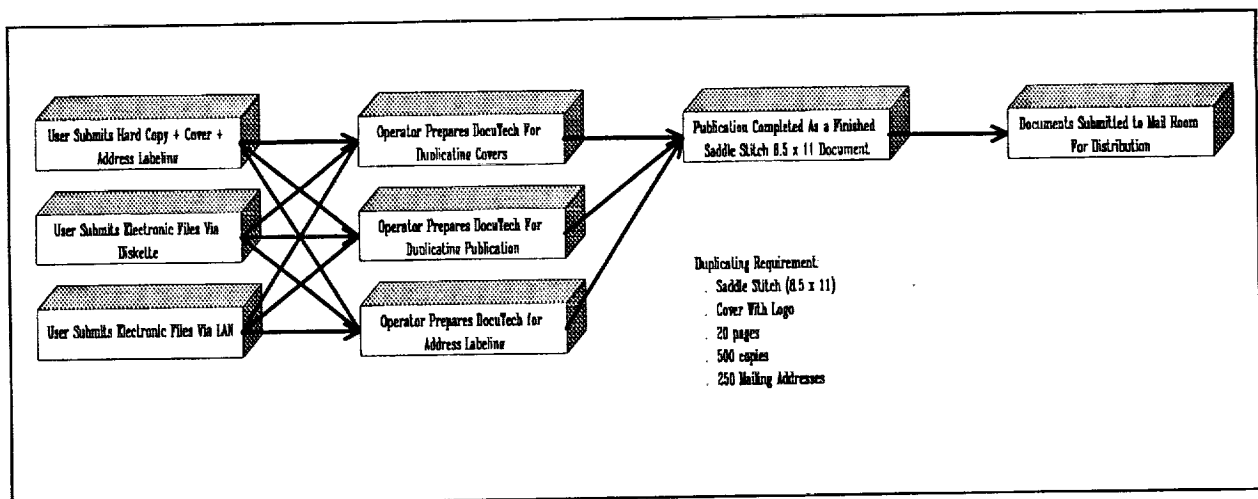 User Submits Hard Copy + Cover +
Address Labeling
Operator Prepares DocuTech For
Duplicating Covers
Publication Completed As a Finished
Saddle Stitch 8.5 x 11 Document
Documents Submitted to Mail Room
For Distribution
User Submits Electronic Files Via
Diskette
Operator Prepares DocuTech For
Duplicating Publication
User Submits Electronic Files Via LAN
Operator Prepares DocuTech for
Address Labeling
Duplicating Requirement:
. Saddle Stitch (8.5 x 11)
. Cover With Logo
. 20 pages
. 500 copies
. 250 Mailing Addresses